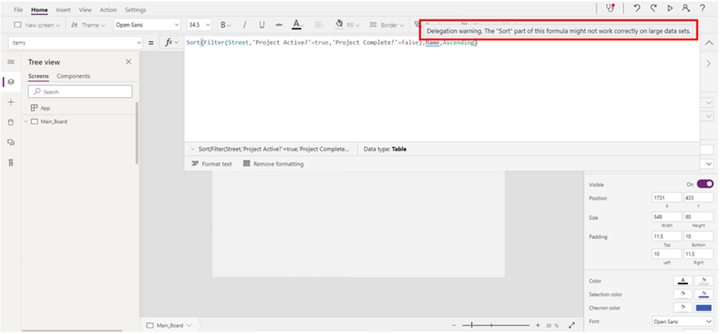 File Home Insert View Action Settings
New screen Theme Open Sans 34.5 B I U A Fill Border
Delegation warning. The "Sort" part of this formula might not work correctly on large data sets.
Items = fx Sort(Filter(Street,'Project Active?'=true,'Project Complete?'=false),Name,Ascending)
Tree view
Screens Components
Search
App
Main_Board
Sort(Filter(Street,'Project Active?'=true,'Project Complete... Data type: Table
Format text Remove formatting
Visible On
Position 1731 433
X Y
Size 548 80
Width Height
Padding 11.5 10
Top Bottom
10 11.5
Left Right
Color A
Selection color
Chevron color
Font Open Sans
Main_Board